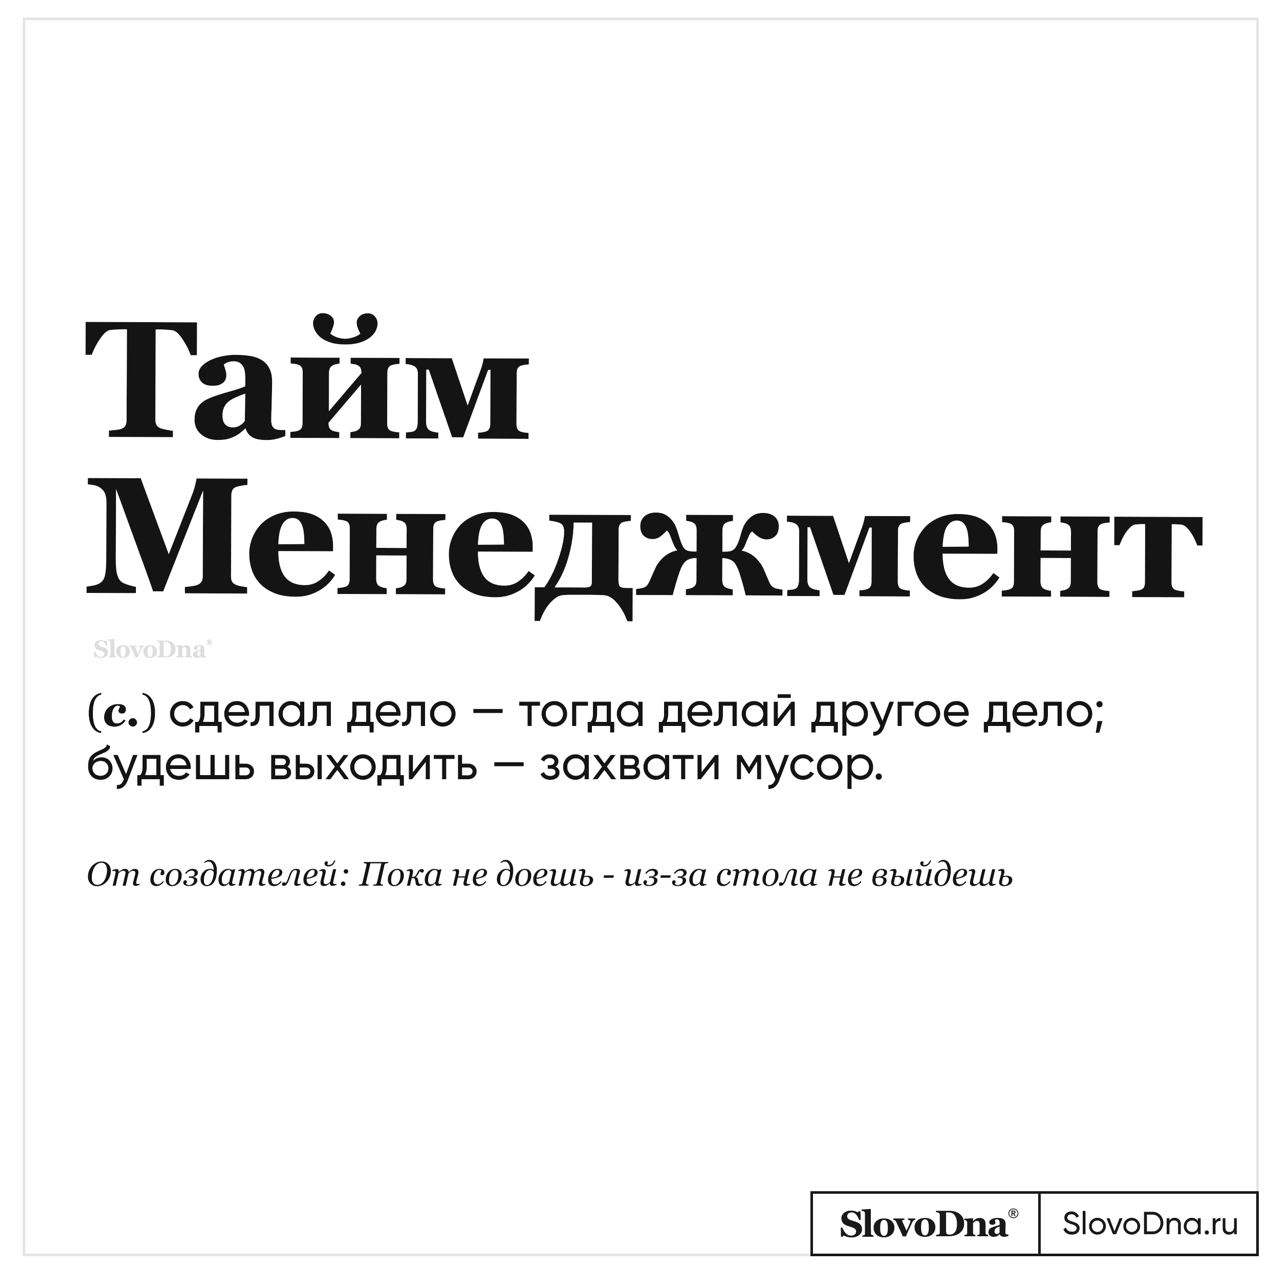 Тайм
Менеджмент
SlovoDna®
(с.) сделал дело — тогда делай другое дело;
будешь выходить — захвати мусор.
От создателей: Пока не доешь - из-за стола не выйдешь
SlovoDna® SlovoDna.ru